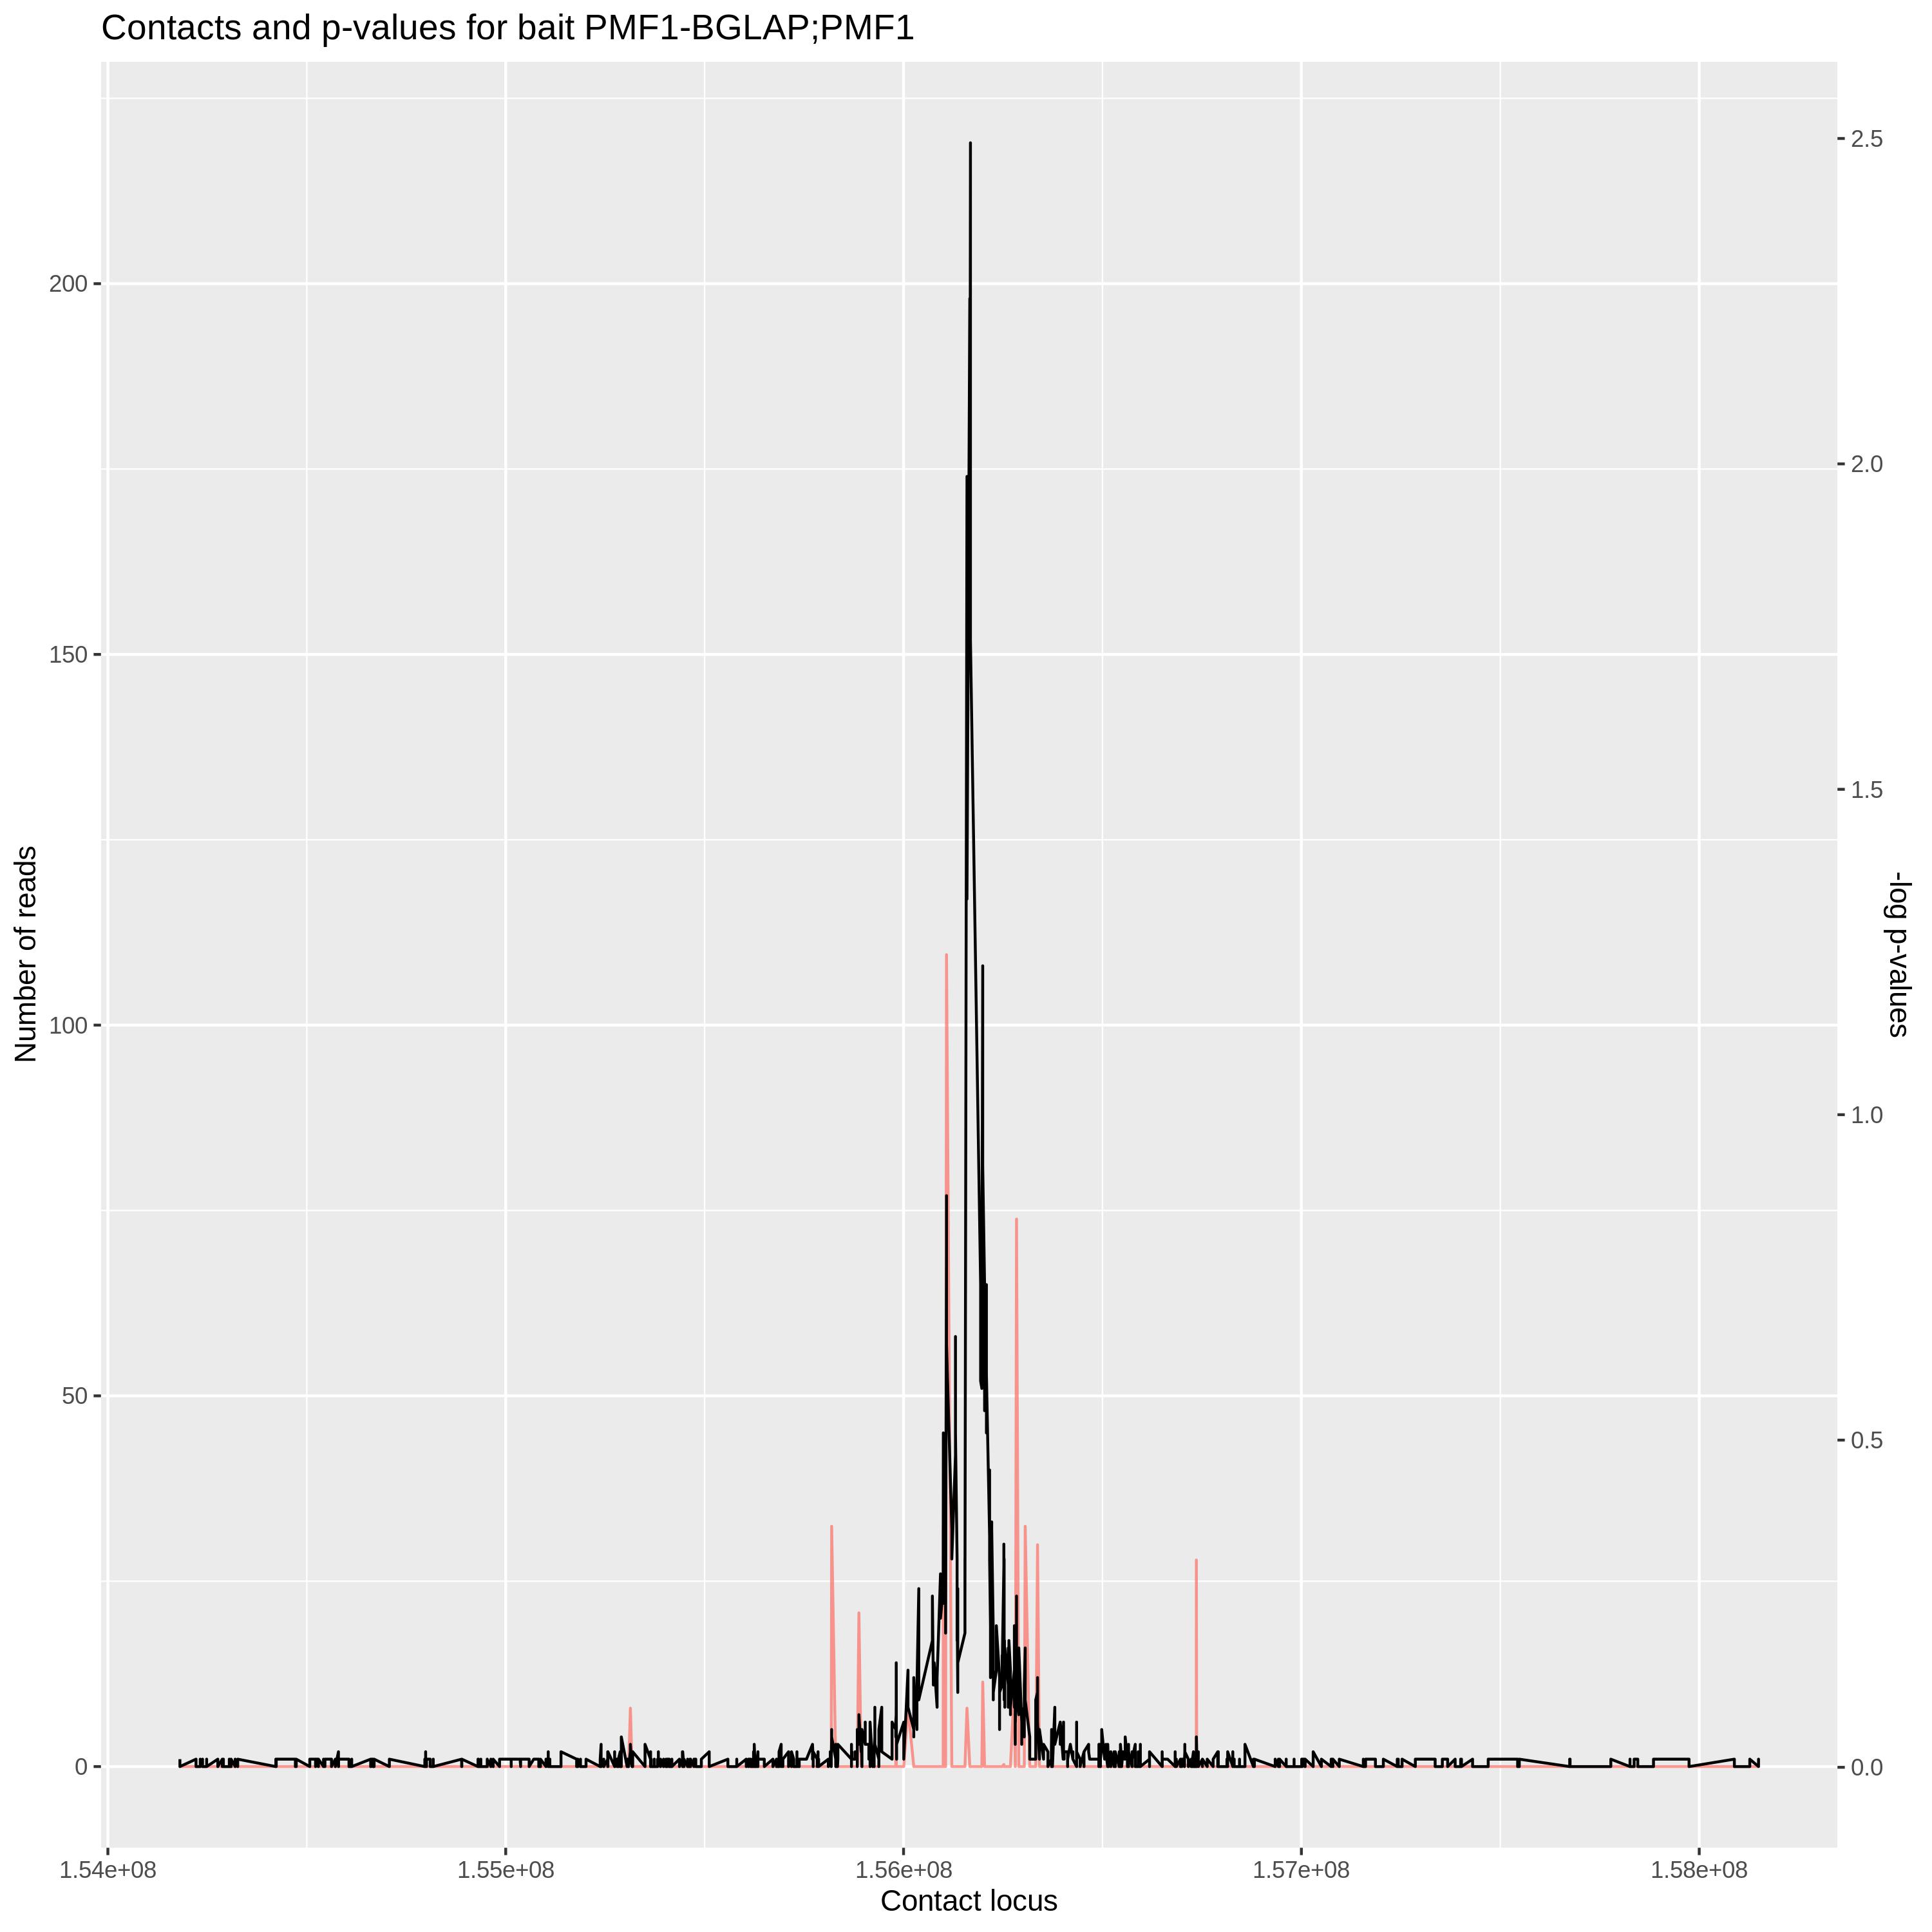 Contacts and p-values for bait PMF1-BGLAP;PMF1
Number of reads
200
150
100
50
0
2.5
2.0
1.5
1.0
0.5
0.0
-log p-values
1.54e+08
1.55e+08
1.56e+08
1.57e+08
1.58e+08
Contact locus